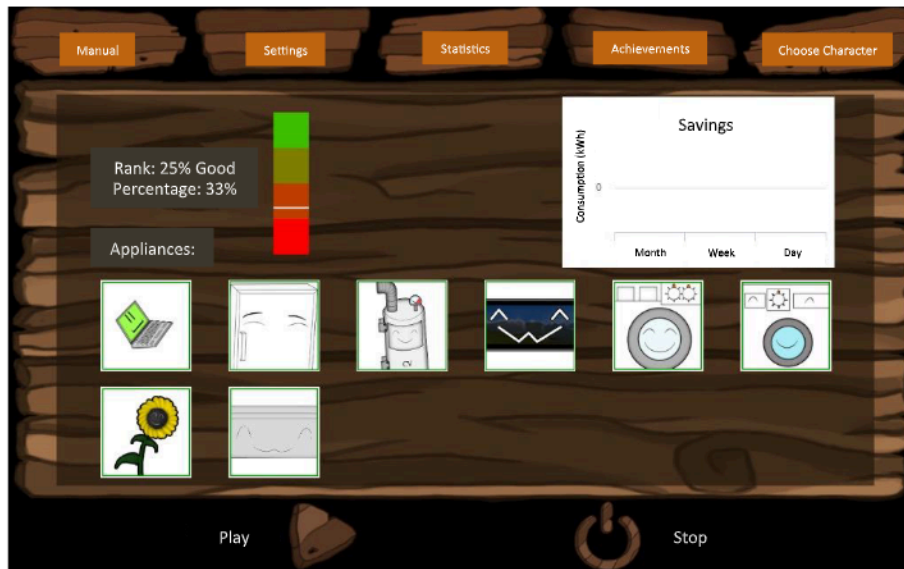 Manual
Settings
Statistics
Achievements
Choose Character
Rank: 25% Good
Percentage: 33%
Savings
Consumption (kWh)
0
Month
Week
Day
Appliances:
Play
Stop